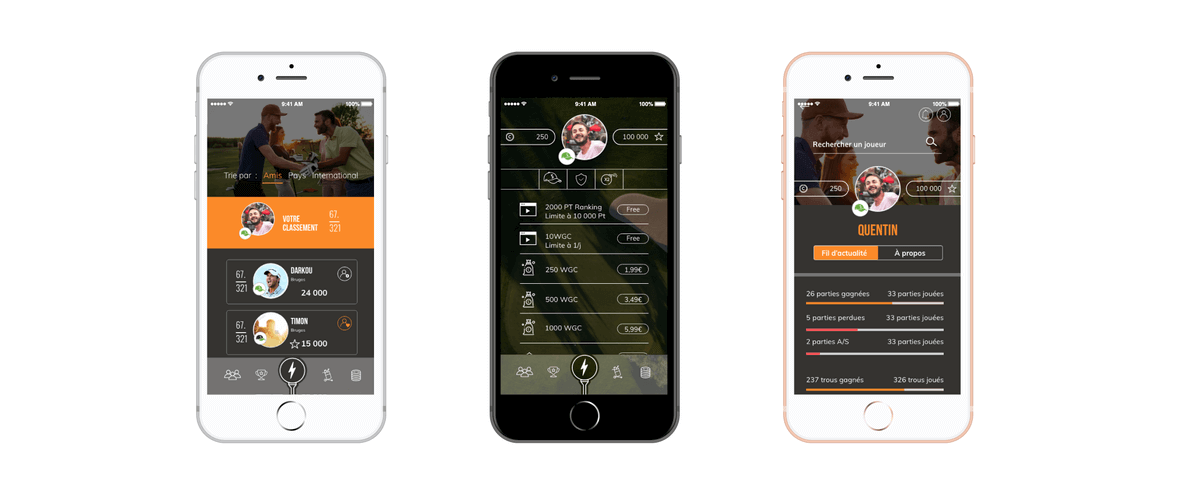 9:41 AM 100%
Trie par : Amis Pays International
VOTRE
CLASSEMENT
67.
321
67.
321
DARKOU
Bruges
24 000
67.
321
TIMON
Bruges
15 000
9:41 AM 100%
250
100 000
2000 PT Ranking
Limite à 10 000 Pt
Free
10WGC
Limite à 1/j
Free
250 WGC 1,99€
500 WGC 3,49€
1000 WGC 5,99€
9:41 AM 100%
Rechercher un joueur
250
100 000
QUENTIN
Fil d'actualité À propos
26 parties gagnées 33 parties jouées
5 parties perdues 33 parties jouées
2 parties A/S 33 parties jouées
237 trous gagnés 326 trous joués